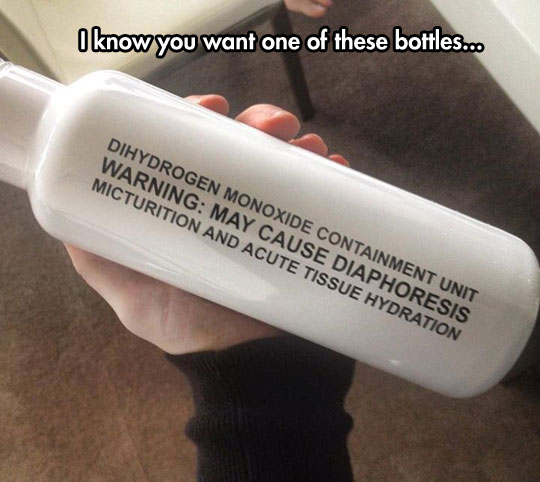 I know you want one of these bottles...
DIHYDROGEN MONOXIDE CONTAINMENT UNIT
WARNING: MAY CAUSE DIAPHORESIS
MICTURITION AND ACUTE TISSUE HYDRATION